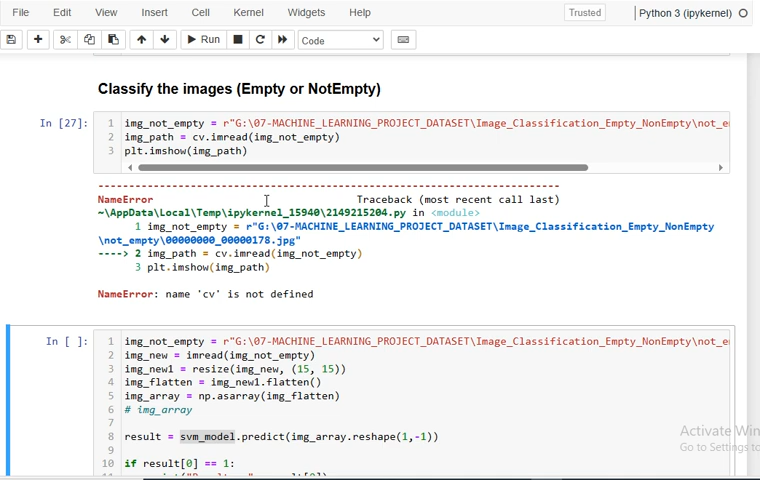 File Edit View Insert Cell Kernel Widgets Help Trusted Python 3 (ipykernel)
Run Code
Classify the images (Empty or NotEmpty)
In [27]:
1 img_not_empty = r"G:\07-MACHINE_LEARNING_PROJECT_DATASET\Image_Classification_Empty_NonEmpty\not_e
2 img_path = cv.imread(img_not_empty)
3 plt.imshow(img_path)
---------------------------------------------------------------------------
NameError Traceback (most recent call last)
~\AppData\Local\Temp\ipykernel_15940\2149215204.py in <module>
1 img_not_empty = r"G:\07-MACHINE_LEARNING_PROJECT_DATASET\Image_Classification_Empty_NonEmpty
\not_empty\00000000_00000178.jpg"
----> 2 img_path = cv.imread(img_not_empty)
3 plt.imshow(img_path)
NameError: name 'cv' is not defined
In [ ]:
1 img_not_empty = r"G:\07-MACHINE_LEARNING_PROJECT_DATASET\Image_Classification_Empty_NonEmpty\not_e
2 img_new = imread(img_not_empty)
3 img_new1 = resize(img_new, (15, 15))
4 img_flatten = img_new1.flatten()
5 img_array = np.asarray(img_flatten)
6 # img_array
7
8 result = svm_model.predict(img_array.reshape(1,-1))
9
10 if result[0] == 1:
Activate Win
Go to Settings to